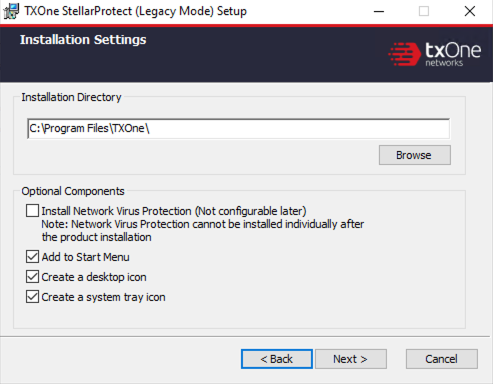 TXOne StellarProtect (Legacy Mode) Setup
Installation Settings
txOne
networks
Installation Directory
C:\Program Files\TXOne\
Browse
Optional Components
Install Network Virus Protection (Not configurable later)
Note: Network Virus Protection cannot be installed individually after
the product installation
Add to Start Menu
Create a desktop icon
Create a system tray icon
< Back
Next >
Cancel